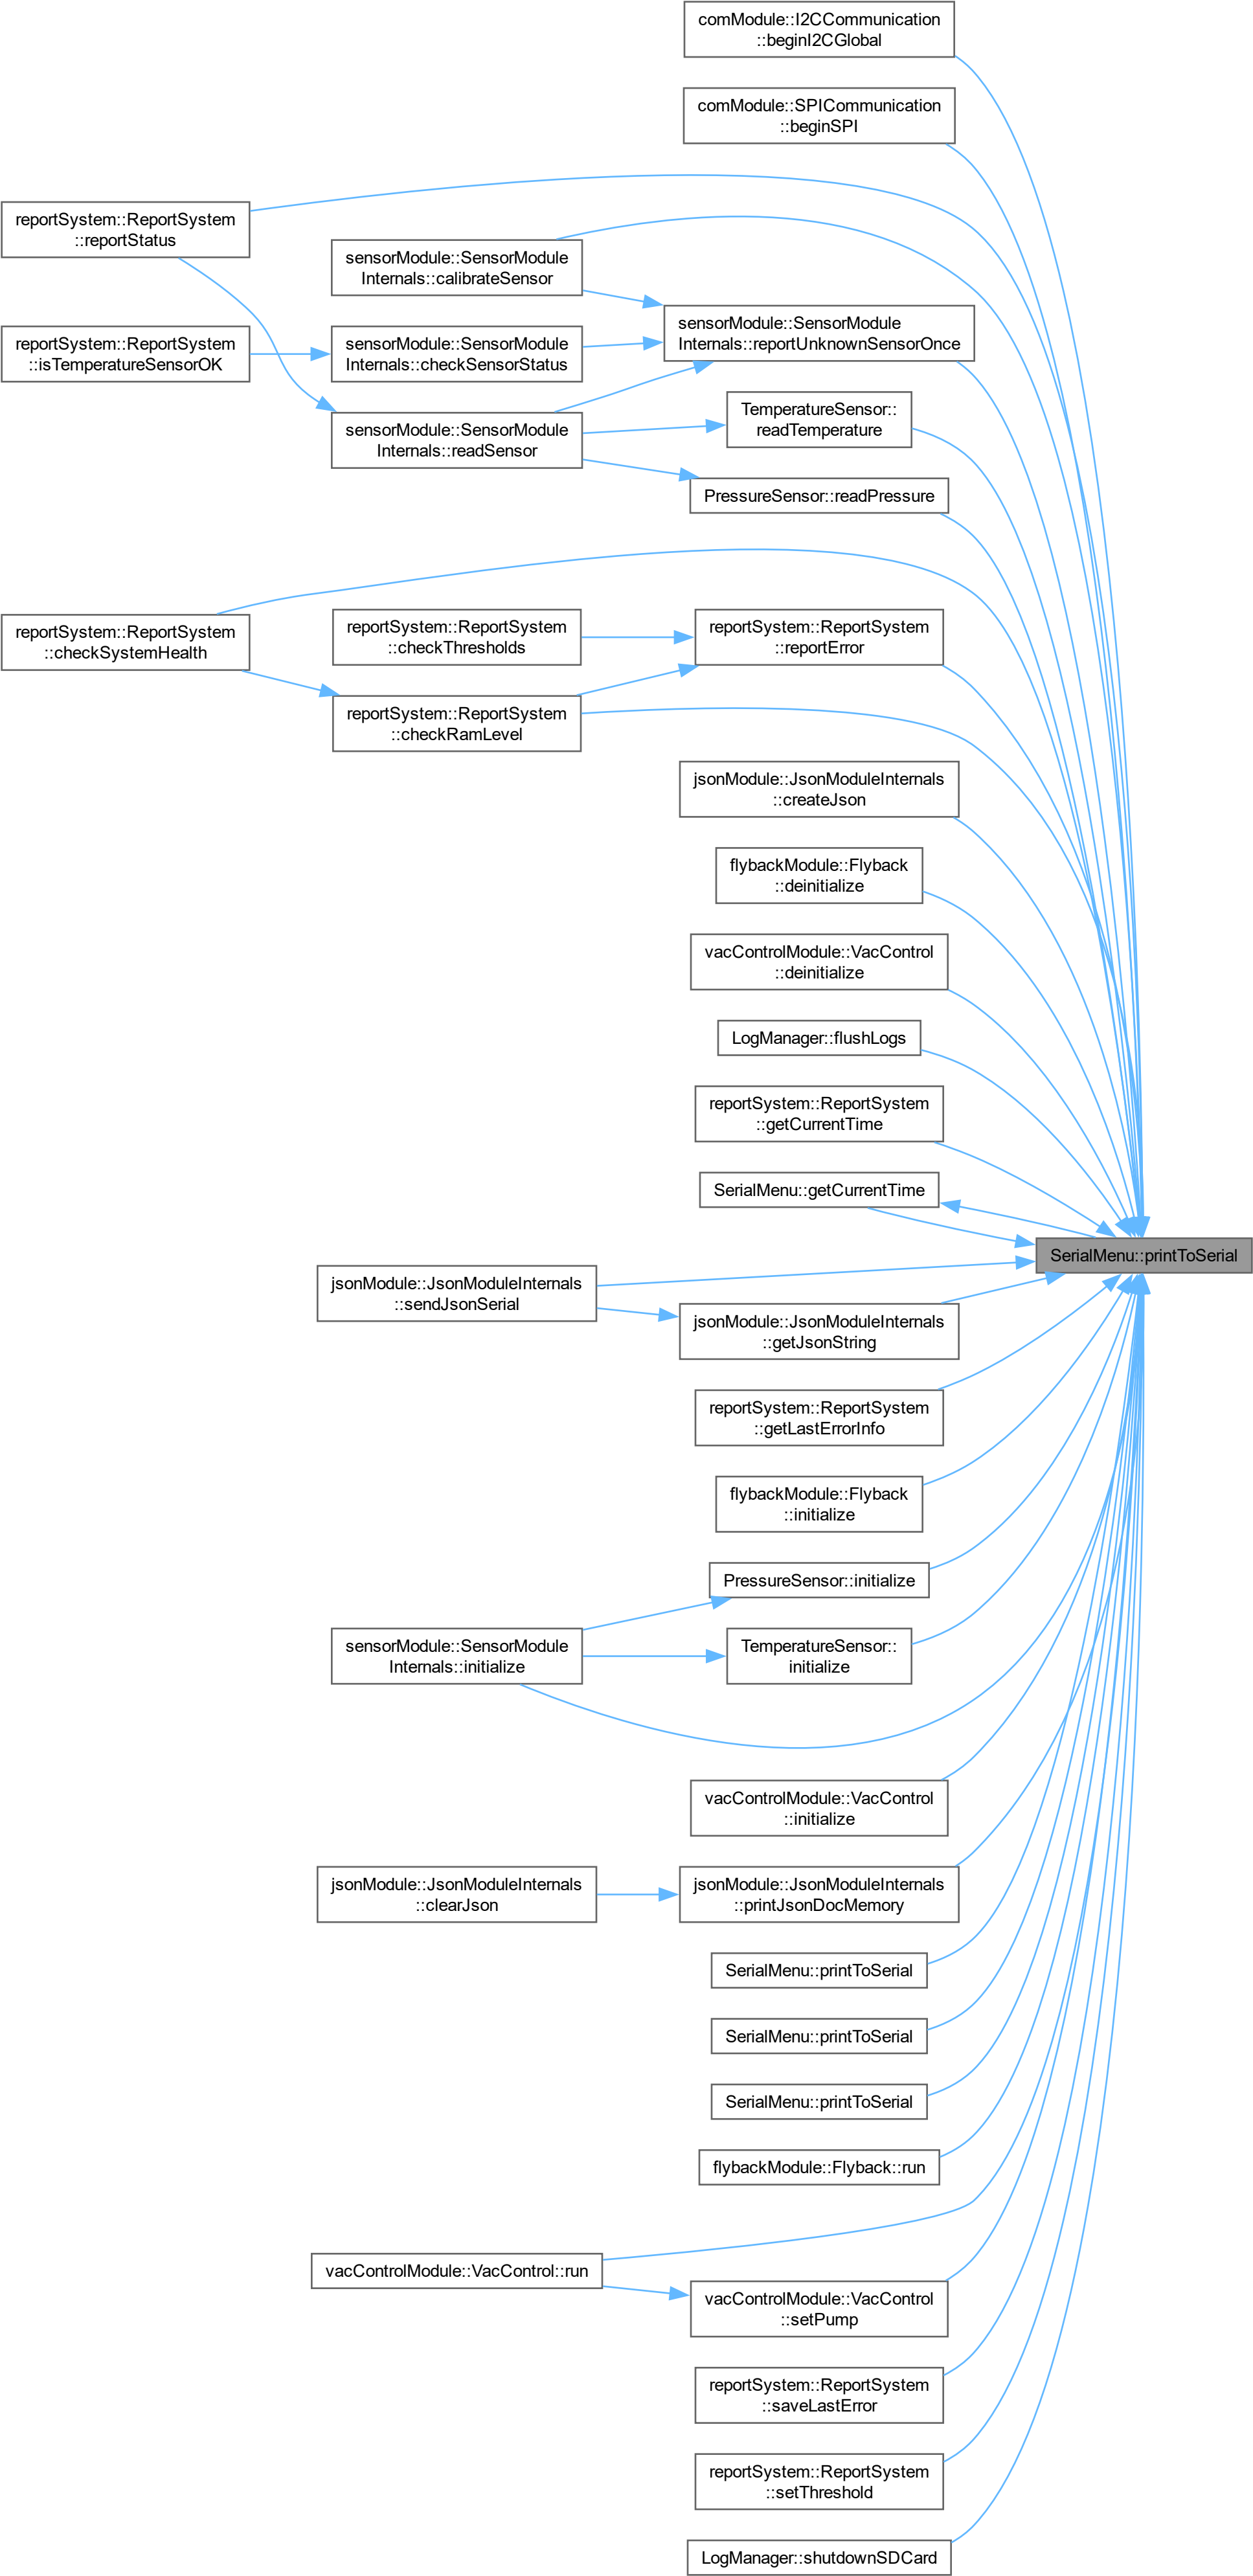 comModule::I2CCommunication
::beginI2CGlobal
comModule::SPICommunication
::beginSPI
reportSystem::ReportSystem
::reportStatus
sensorModule::SensorModule
Internals::calibrateSensor
sensorModule::SensorModule
Internals::reportUnknownSensorOnce
reportSystem::ReportSystem
::isTemperatureSensorOK
sensorModule::SensorModule
Internals::checkSensorStatus
TemperatureSensor::
readTemperature
sensorModule::SensorModule
Internals::readSensor
PressureSensor::readPressure
reportSystem::ReportSystem
::checkSystemHealth
reportSystem::ReportSystem
::checkThresholds
reportSystem::ReportSystem
::reportError
reportSystem::ReportSystem
::checkRamLevel
jsonModule::JsonModuleInternals
::createJson
flybackModule::Flyback
::deinitialize
vacControlModule::VacControl
::deinitialize
LogManager::flushLogs
reportSystem::ReportSystem
::getCurrentTime
SerialMenu::getCurrentTime
SerialMenu::printToSerial
jsonModule::JsonModuleInternals
::sendJsonSerial
jsonModule::JsonModuleInternals
::getJsonString
reportSystem::ReportSystem
::getLastErrorInfo
flybackModule::Flyback
::initialize
PressureSensor::initialize
sensorModule::SensorModule
Internals::initialize
TemperatureSensor::
initialize
vacControlModule::VacControl
::initialize
jsonModule::JsonModuleInternals
::clearJson
jsonModule::JsonModuleInternals
::printJsonDocMemory
SerialMenu::printToSerial
SerialMenu::printToSerial
SerialMenu::printToSerial
flybackModule::Flyback::run
vacControlModule::VacControl::run
vacControlModule::VacControl
::setPump
reportSystem::ReportSystem
::saveLastError
reportSystem::ReportSystem
::setThreshold
LogManager::shutdownSDCard